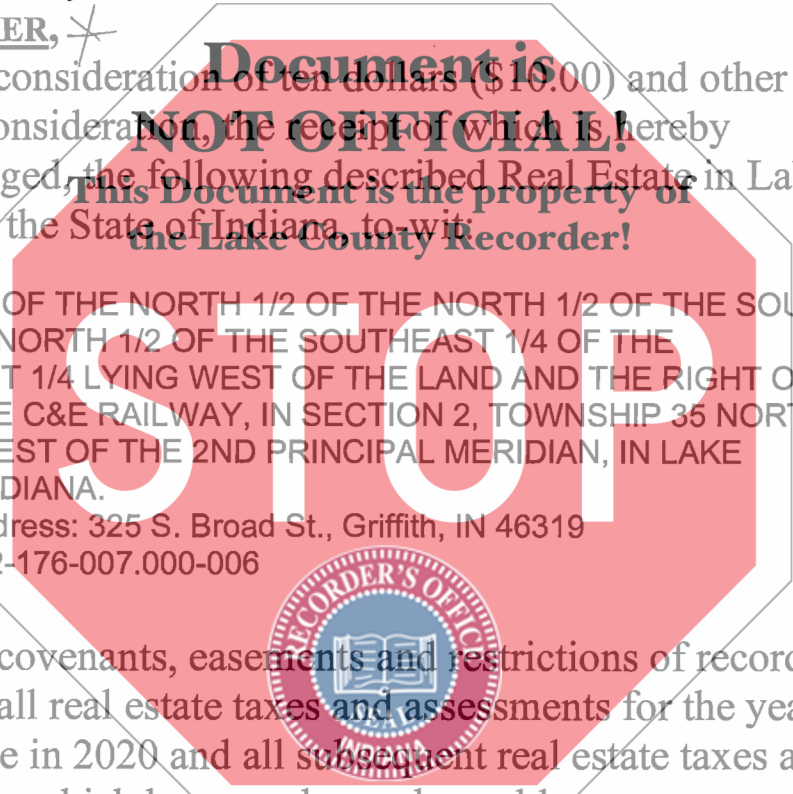 ER,
consideration of ten dollars ($10.00) and other
onsideration, the receipt of which is hereby
ged, the following described Real Estate in La
the State of Indiana, to-wit:
Document is
NOT OFFICIAL!
This Document is the property of
the Lake County Recorder!
STOP
OF THE NORTH 1/2 OF THE NORTH 1/2 OF THE SOU
NORTH 1/2 OF THE SOUTHEAST 1/4 OF THE
T 1/4 LYING WEST OF THE LAND AND THE RIGHT O
E C&E RAILWAY, IN SECTION 2, TOWNSHIP 35 NORT
EST OF THE 2ND PRINCIPAL MERIDIAN, IN LAKE
DIANA.
dress: 325 S. Broad St., Griffith, IN 46319
2-176-007.000-006
RECORDER'S OFFICE
SEAL
INDIANA
covenants, easements and restrictions of record
all real estate taxes and assessments for the yea
e in 2020 and all subsequent real estate taxes a